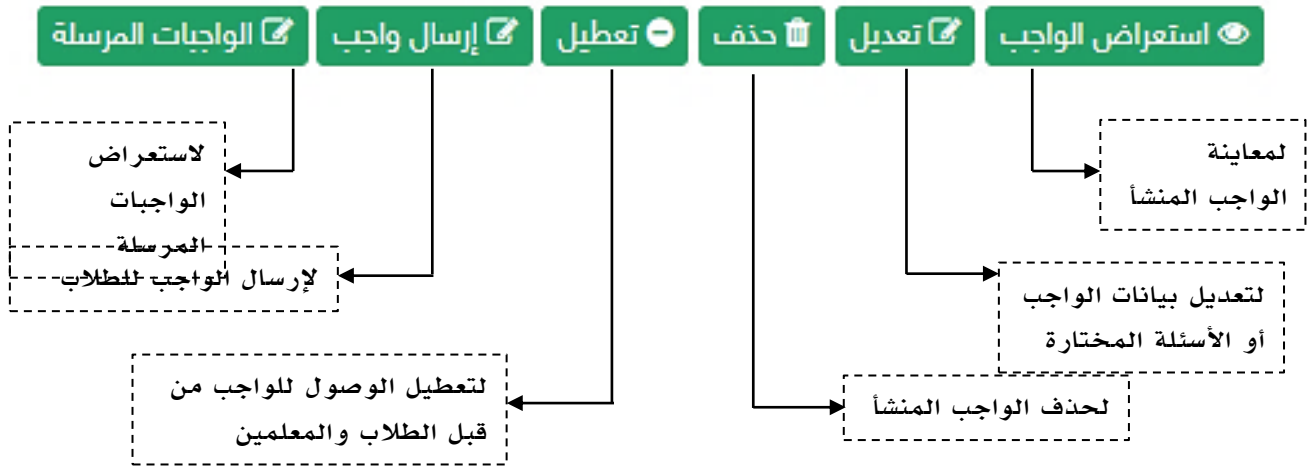 استعراض الواجب
تعديل
حذف
تعطيل
إرسال واجب
الواجبات المرسلة
لمعاينة
الواجب المنشأ
لاستعراض
الواجبات
المرسلة
لإرسال الواجب للطلاب
لتعديل بيانات الواجب
أو الأسئلة المختارة
لحذف الواجب المنشأ
لتعطيل الوصول للواجب من
قبل الطلاب والمعلمين